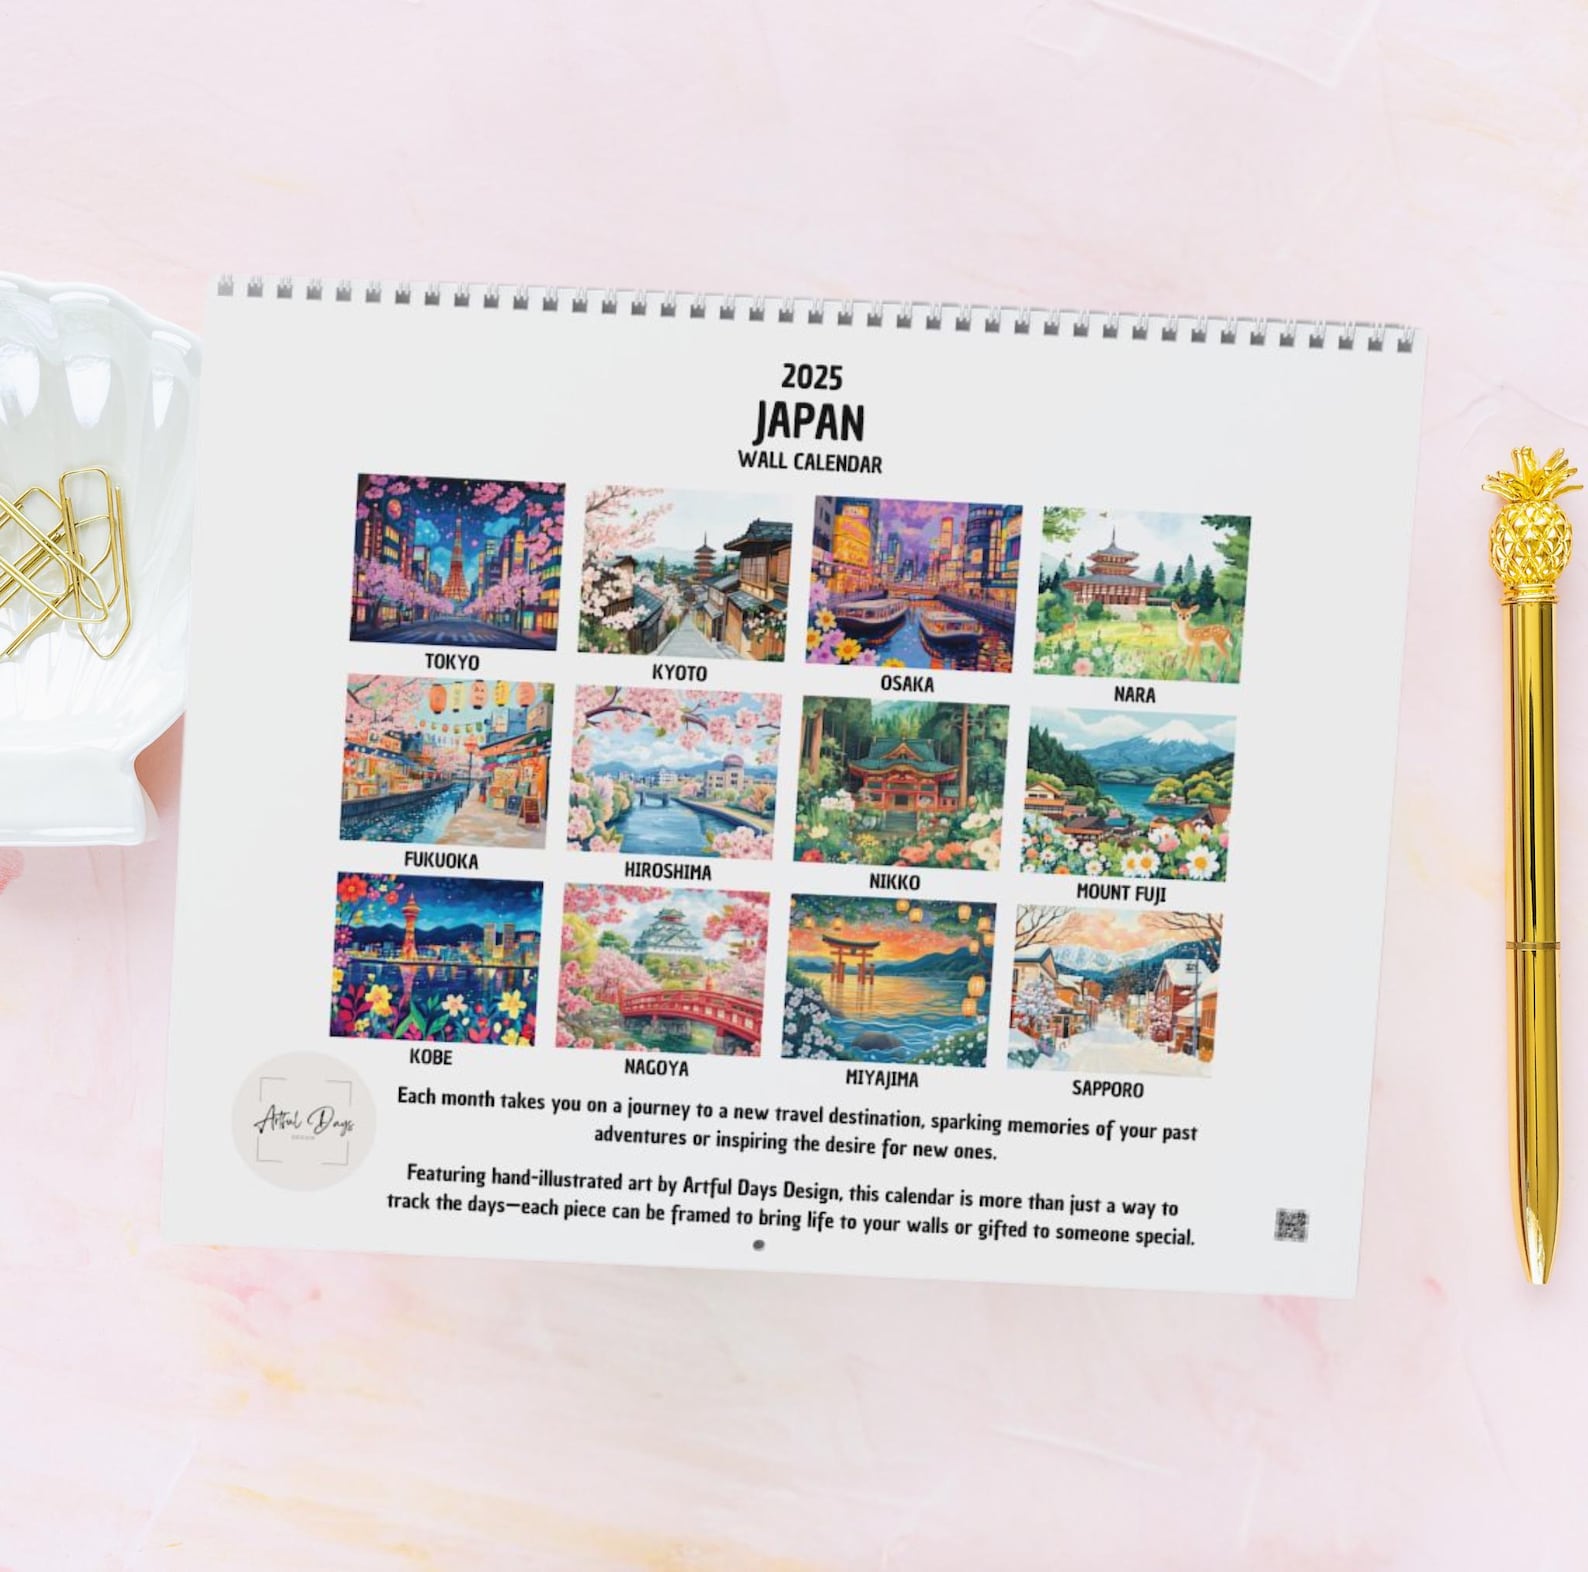 2025
JAPAN
WALL CALENDAR
TOKYO
KYOTO
OSAKA
NARA
FUKUOKA
HIROSHIMA
NIKKO
MOUNT FUJI
KOBE
NAGOYA
MIYAJIMA
SAPPORO
Artful Days
DESIGN
Each month takes you on a journey to a new travel destination, sparking memories of your past
adventures or inspiring the desire for new ones.
Featuring hand-illustrated art by Artful Days Design, this calendar is more than just a way to
track the days—each piece can be framed to bring life to your walls or gifted to someone special.